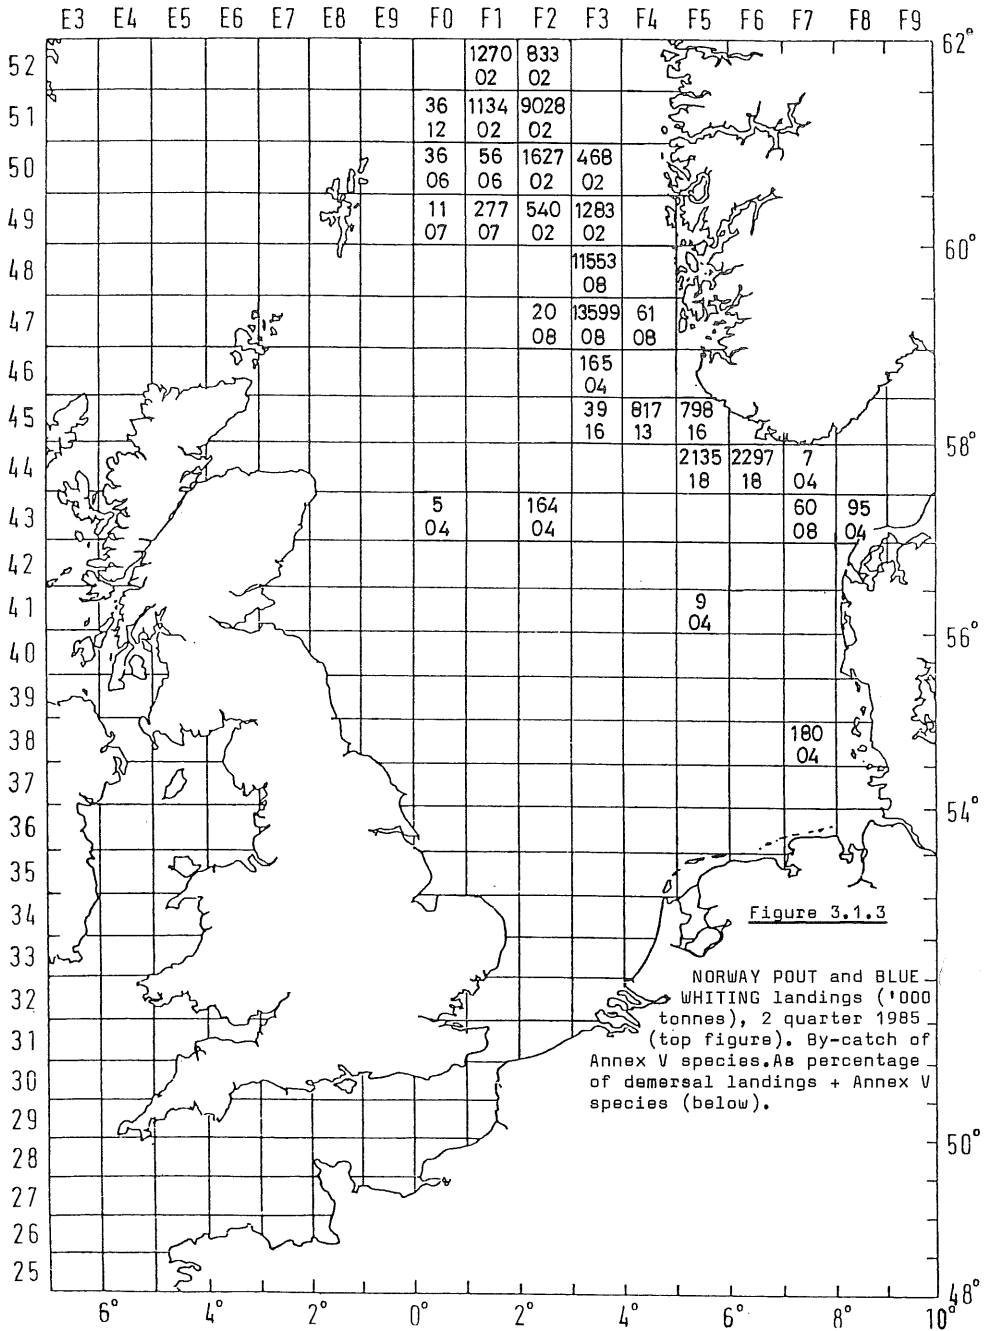 E3 E4 E5 E6 E7 E8 E9 F0 F1 F2 F3 F4 F5 F6 F7 F8 F9
62°
52 1270 833
02 02
51 36 1134 9028
12 02 02
50 36 56 1627 468
06 06 02 02
49 11 277 540 1283
07 07 02 02
60°
48 11553
08
47 20 13599 61
08 08 08
46 165
04
45 39 817 798
16 13 16
58°
44 2135 2297 7
18 18 04
43 5 164 60 95
04 04 08 04
42
41 9
04
56°
40
39
38 180
04
37
54°
36
35
34 Figure 3.1.3
33
NORWAY POUT and BLUE
32 WHITING landings ('000
tonnes), 2 quarter 1985
31 (top figure). By-catch of
Annex V species.As percentage
30 of demersal landings + Annex V
species (below).
29
50°
28
27
26
25
48°
6° 4° 2° 0° 2° 4° 6° 8° 10°